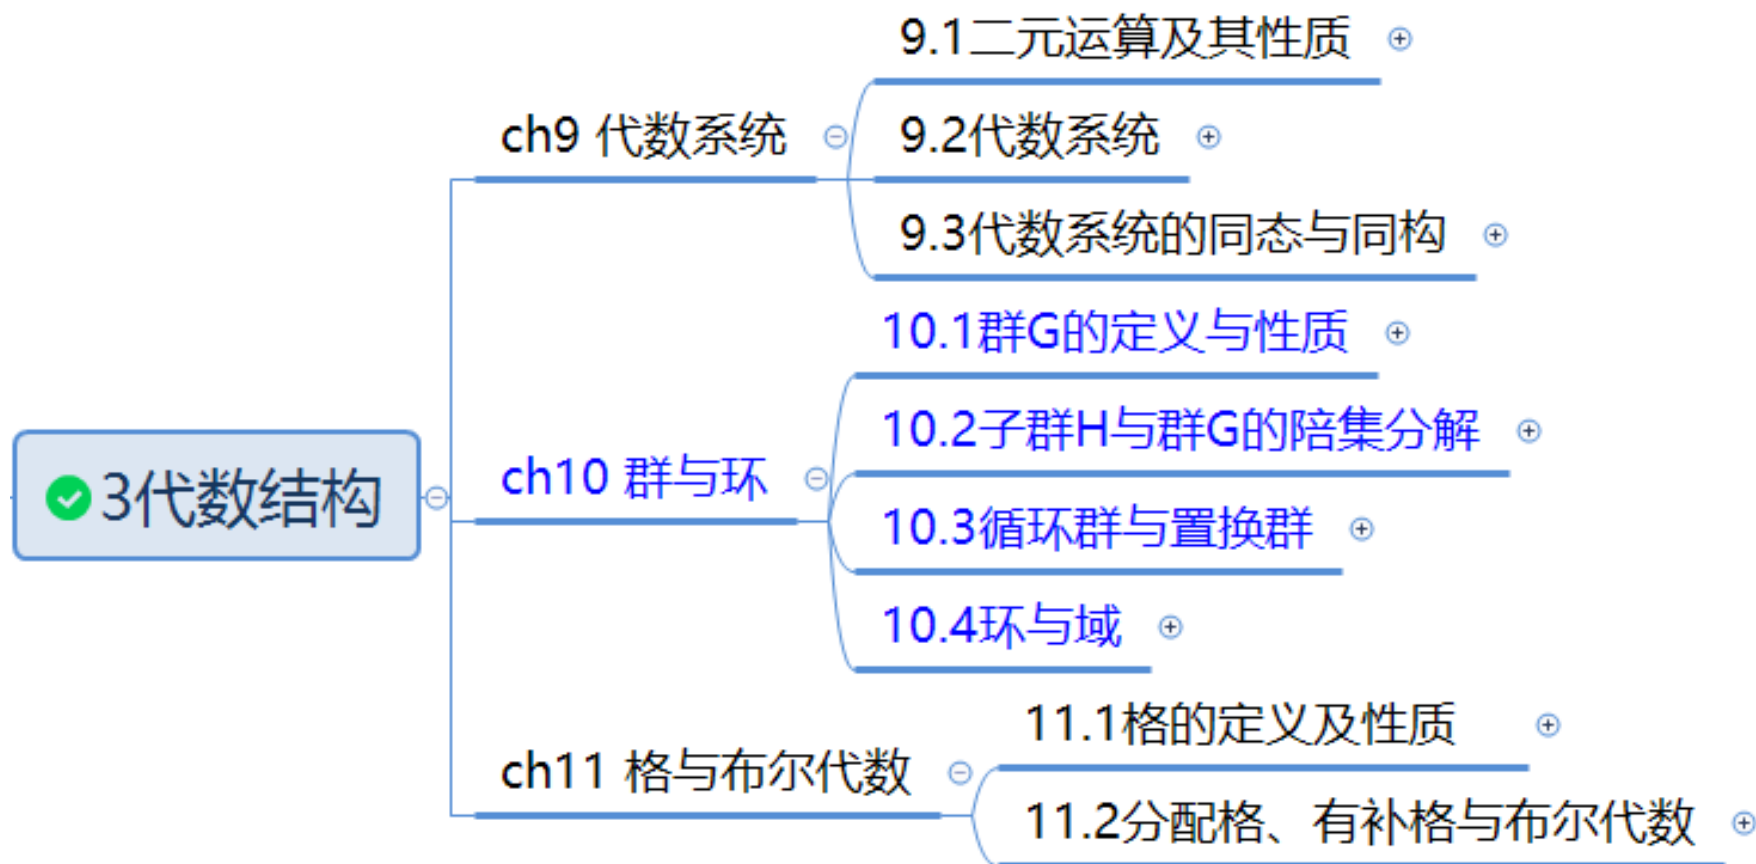 3代数结构
ch9 代数系统
9.1二元运算及其性质
9.2代数系统
9.3代数系统的同态与同构
ch10 群与环
10.1群G的定义与性质
10.2子群H与群G的陪集分解
10.3循环群与置换群
10.4环与域
ch11 格与布尔代数
11.1格的定义及性质
11.2分配格、有补格与布尔代数